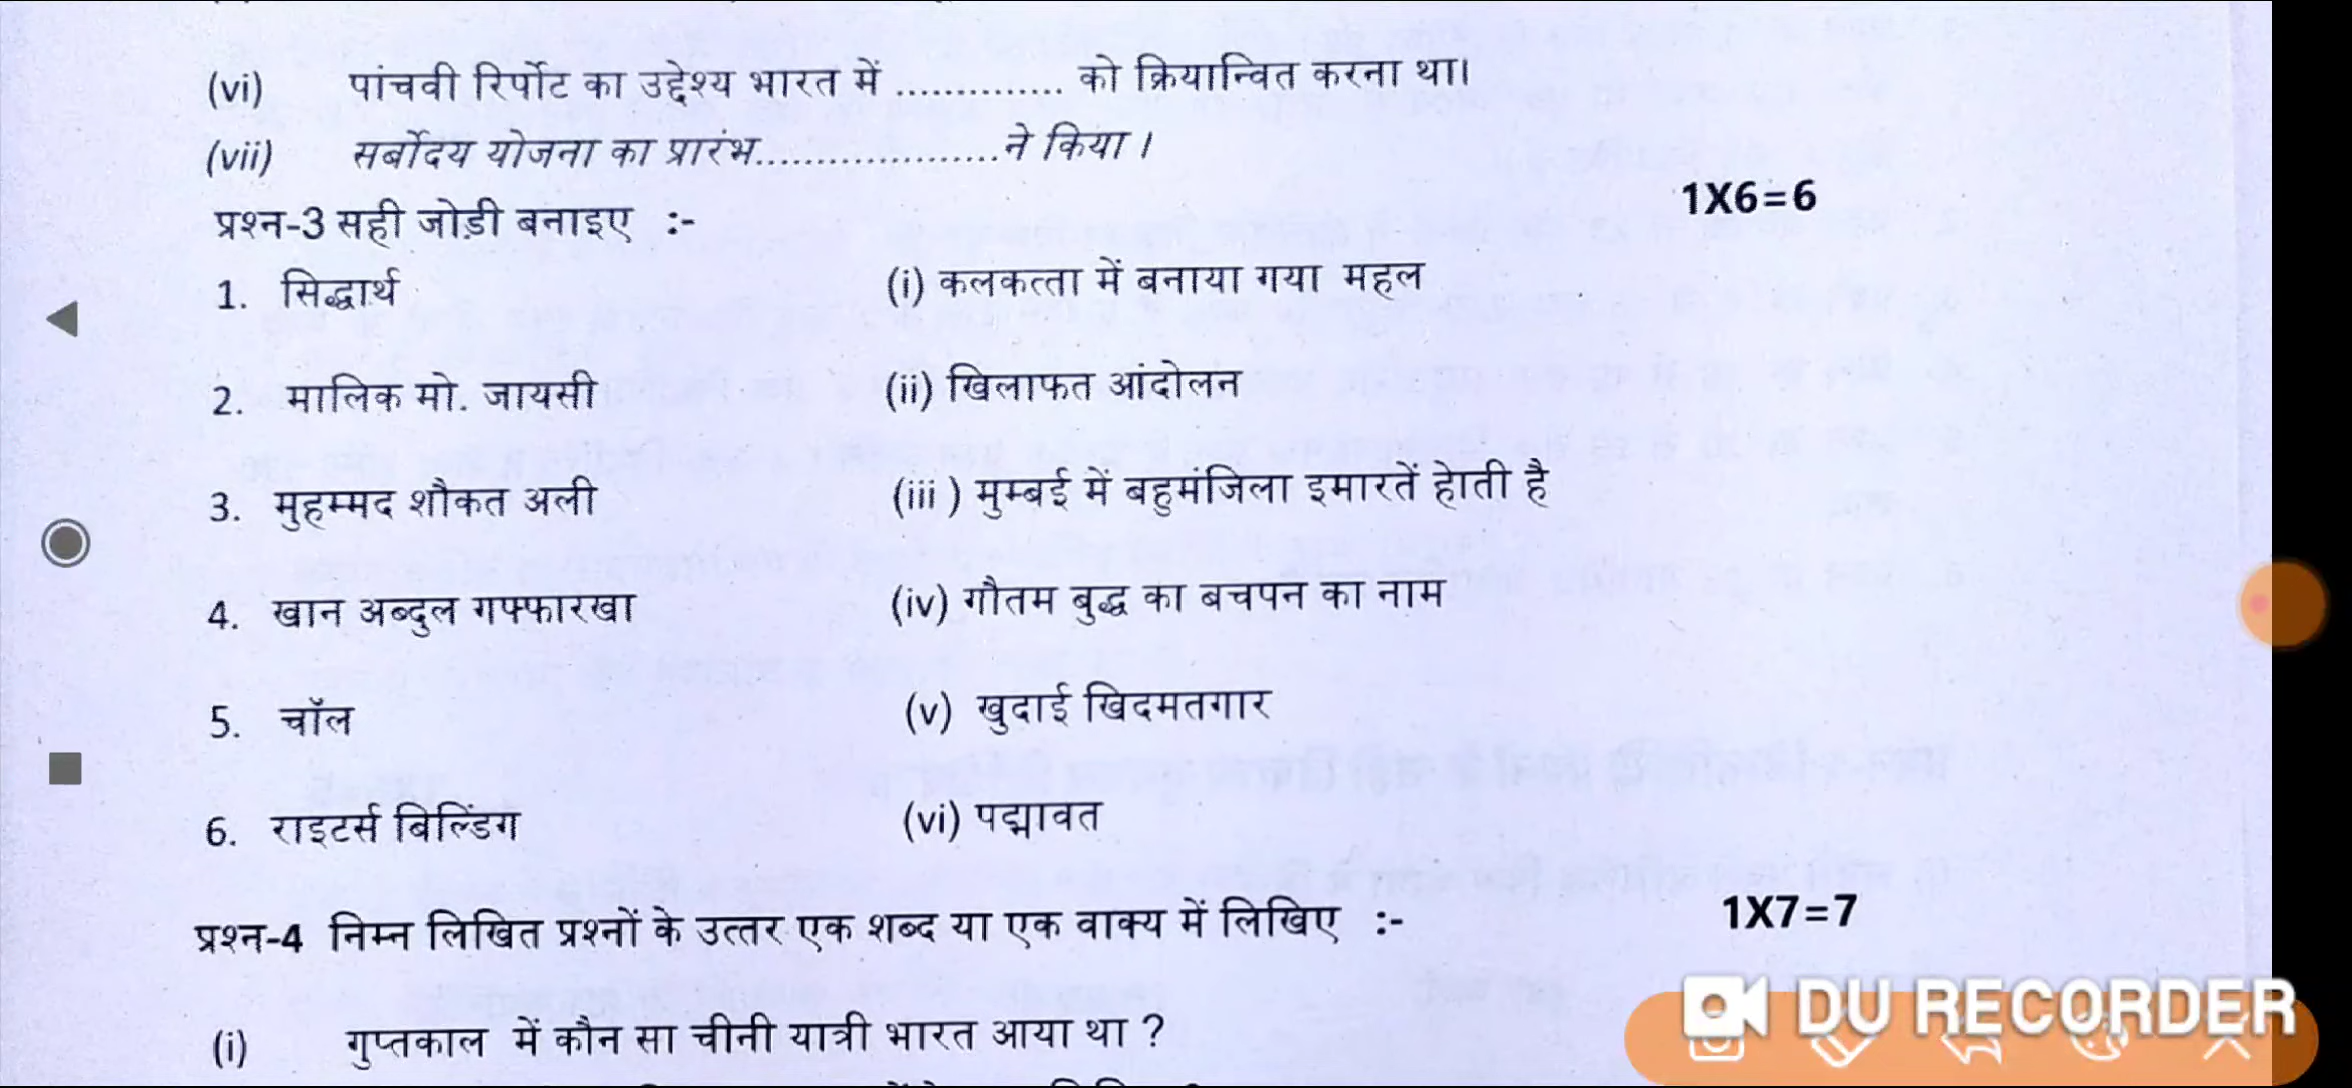 (vi) पांचवी रिर्पोट का उद्देश्य भारत में .............. को क्रियान्वित करना था।
(vii) सर्बोदय योजना का प्रारंभ.....................ने किया।
1X6=6
प्रश्न-3 सही जोड़ी बनाइए :-
1. सिद्धार्थ (i) कलकत्ता में बनाया गया महल
2. मालिक मो. जायसी (ii) खिलाफत आंदोलन
3. मुहम्मद शौकत अली (iii ) मुम्बई में बहुमंजिला इमारतें हेाती है
4. खान अब्दुल गफ्फारखा (iv) गौतम बुद्ध का बचपन का नाम
5. चॉल (v) खुदाई खिदमतगार
6. राइटर्स बिल्डिंग (vi) पद्मावत
प्रश्न-4 निम्न लिखित प्रश्नों के उत्तर एक शब्द या एक वाक्य में लिखिए :- 1X7=7
(i) गुप्तकाल में कौन सा चीनी यात्री भारत आया था ?
DU RECORDER